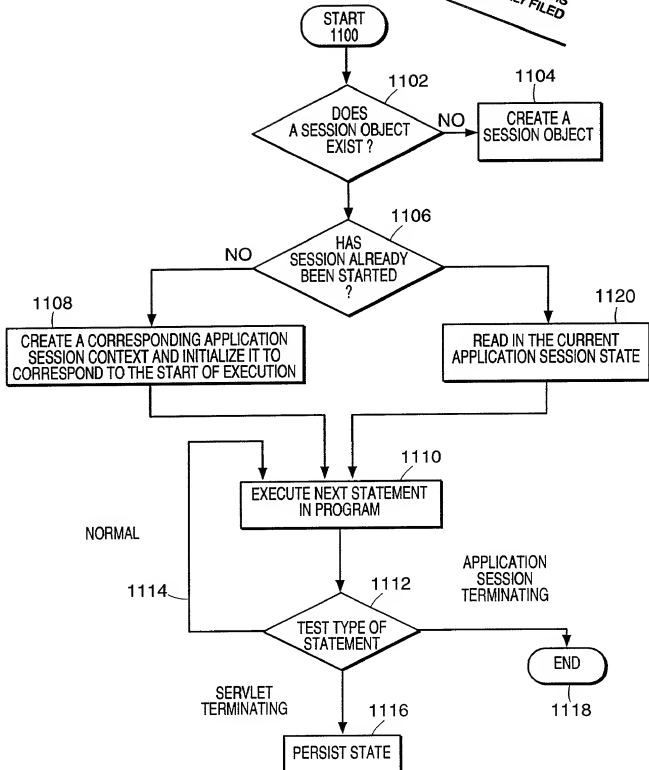 LY FILED
START
1100
1102
DOES
A SESSION OBJECT
EXIST ?
NO
1104
CREATE A
SESSION OBJECT
1106
HAS
SESSION ALREADY
BEEN STARTED
?
NO
1108
CREATE A CORRESPONDING APPLICATION
SESSION CONTEXT AND INITIALIZE IT TO
CORRESPOND TO THE START OF EXECUTION
1120
READ IN THE CURRENT
APPLICATION SESSION STATE
1110
EXECUTE NEXT STATEMENT
IN PROGRAM
NORMAL
1114
1112
TEST TYPE OF
STATEMENT
APPLICATION
SESSION
TERMINATING
END
1118
SERVLET
TERMINATING
1116
PERSIST STATE